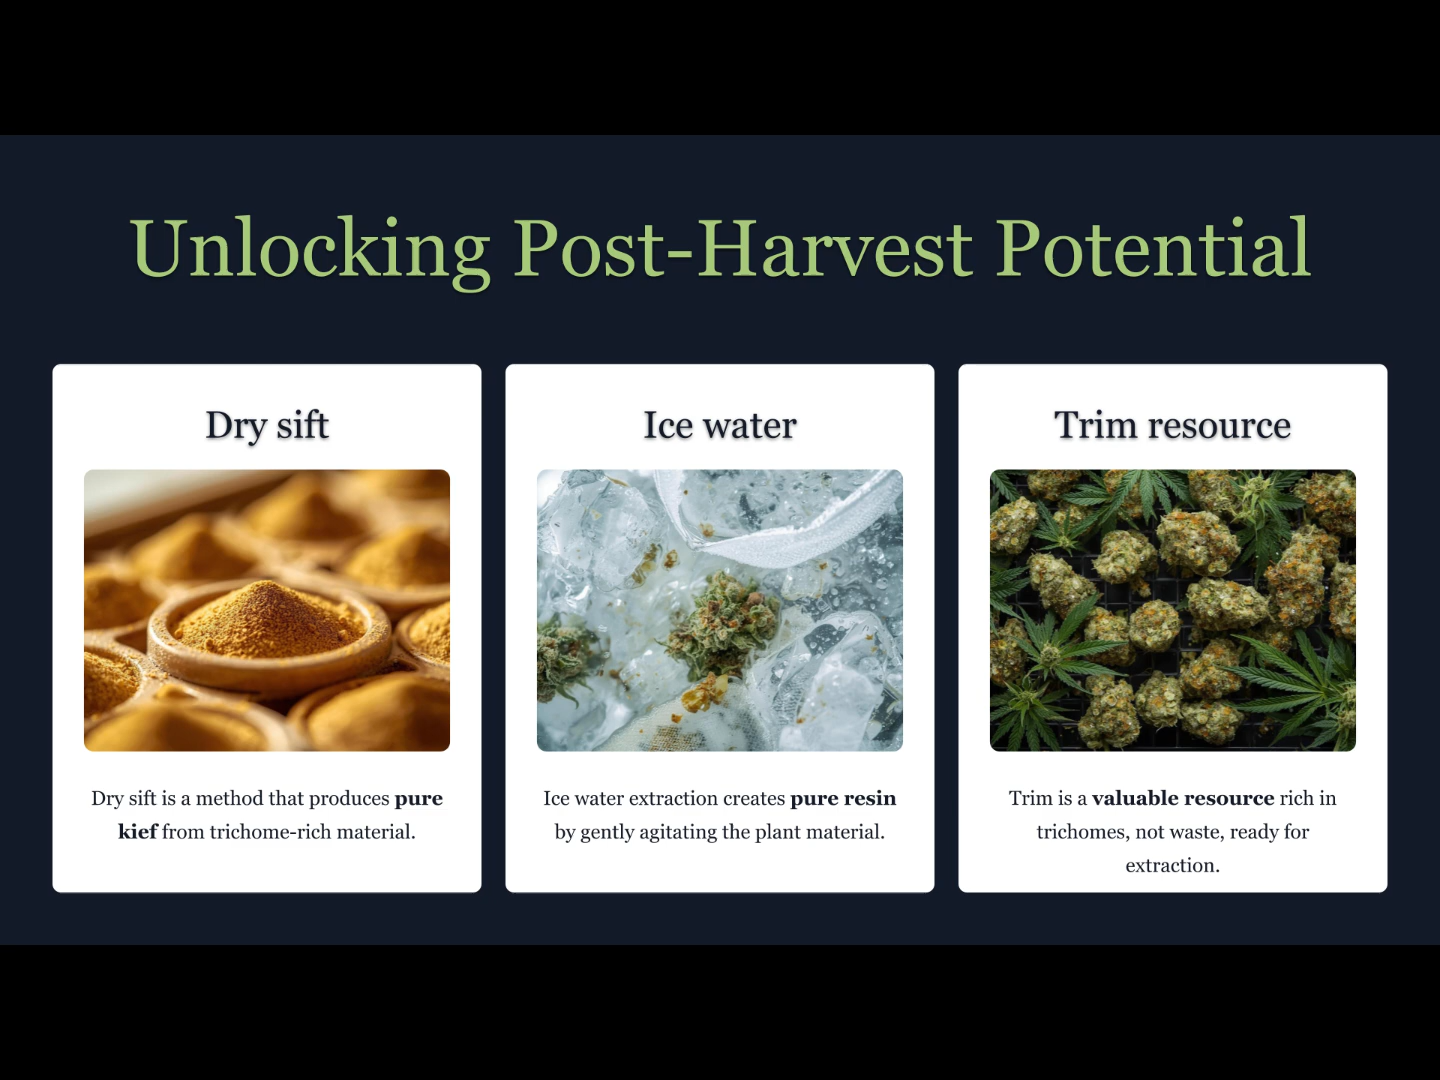 Unlocking Post-Harvest Potential
Dry sift
Dry sift is a method that produces pure
kief from trichome-rich material.
Ice water
Ice water extraction creates pure resin
by gently agitating the plant material.
Trim resource
Trim is a valuable resource rich in
trichomes, not waste, ready for
extraction.